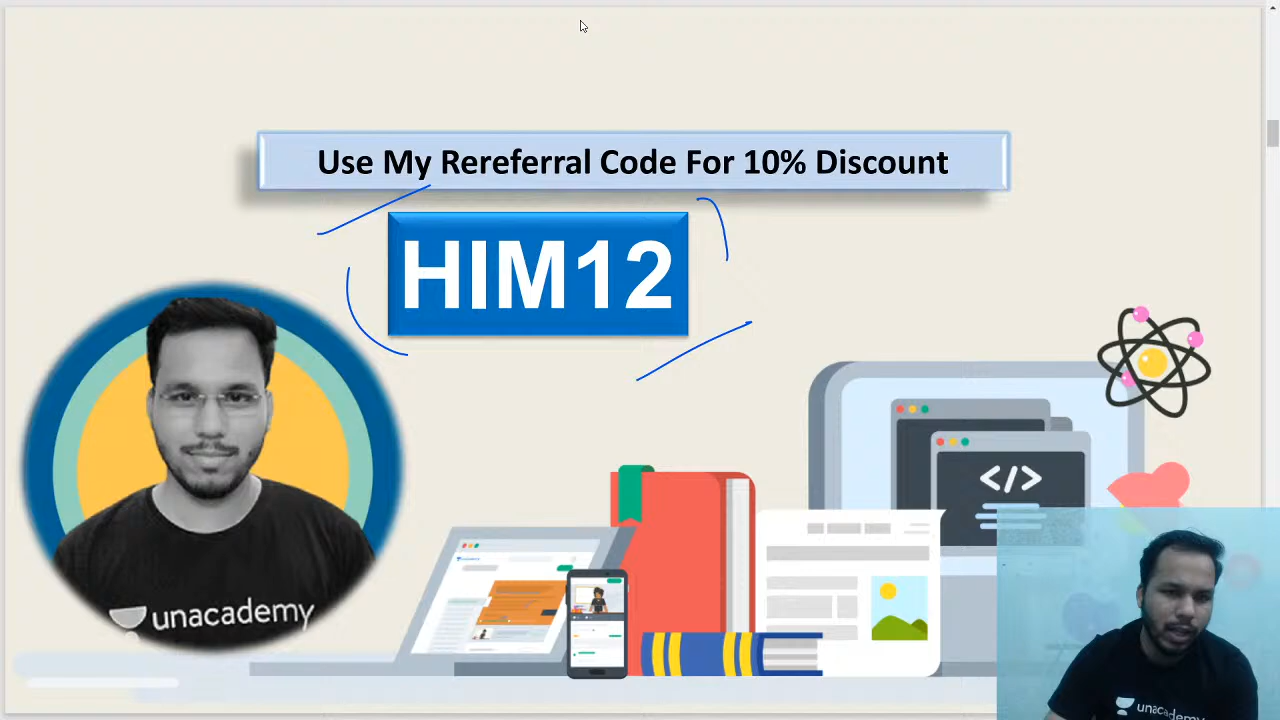 Use My Rereferral Code For 10% Discount
HIM12
</>
unacademy
unacademy